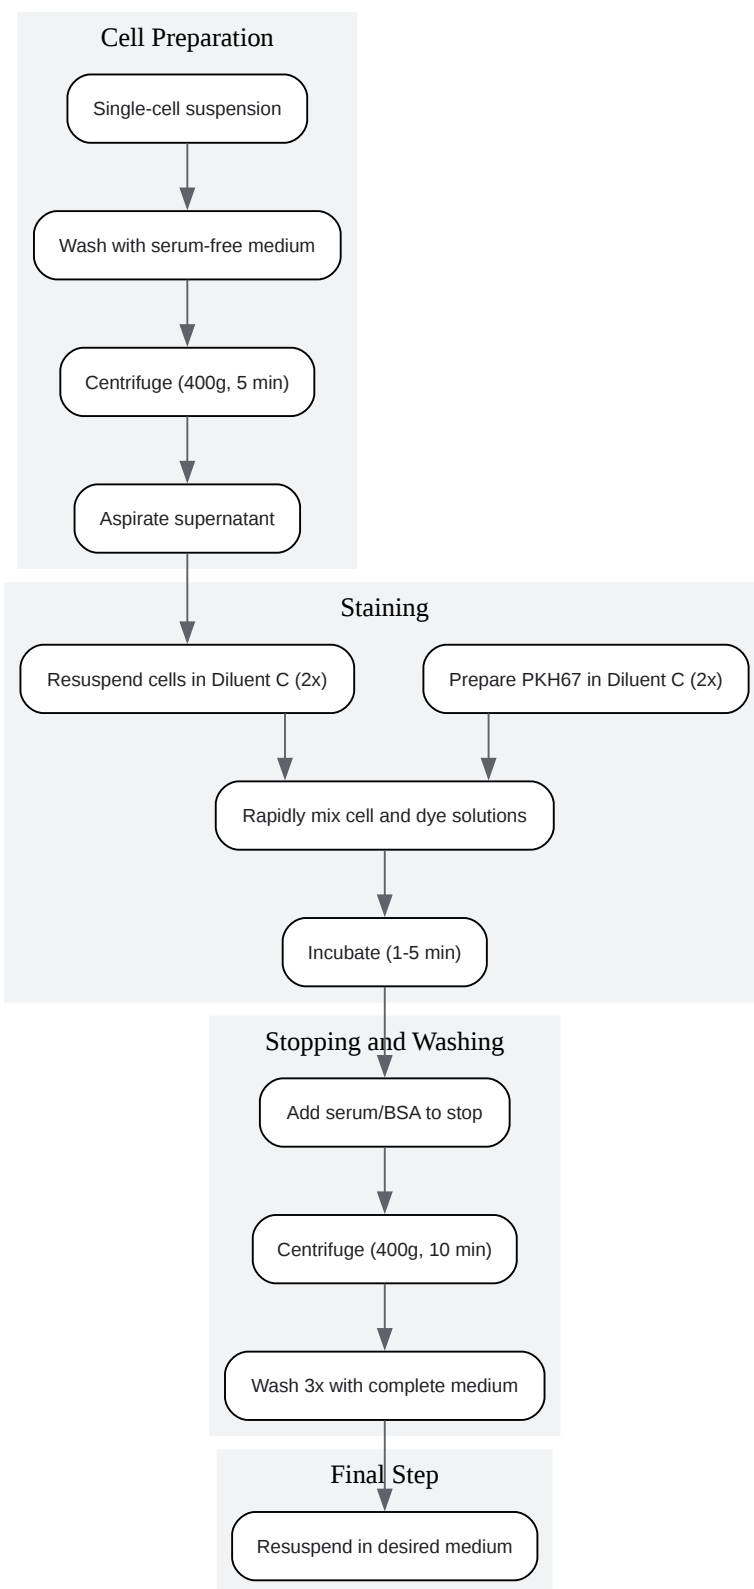 Cell Preparation
Single-cell suspension
Wash with serum-free medium
Centrifuge (400g, 5 min)
Aspirate supernatant
Staining
Resuspend cells in Diluent C (2x)
Prepare PKH67 in Diluent C (2x)
Rapidly mix cell and dye solutions
Incubate (1-5 min)
Stopping and Washing
Add serum/BSA to stop
Centrifuge (400g, 10 min)
Wash 3x with complete medium
Final Step
Resuspend in desired medium